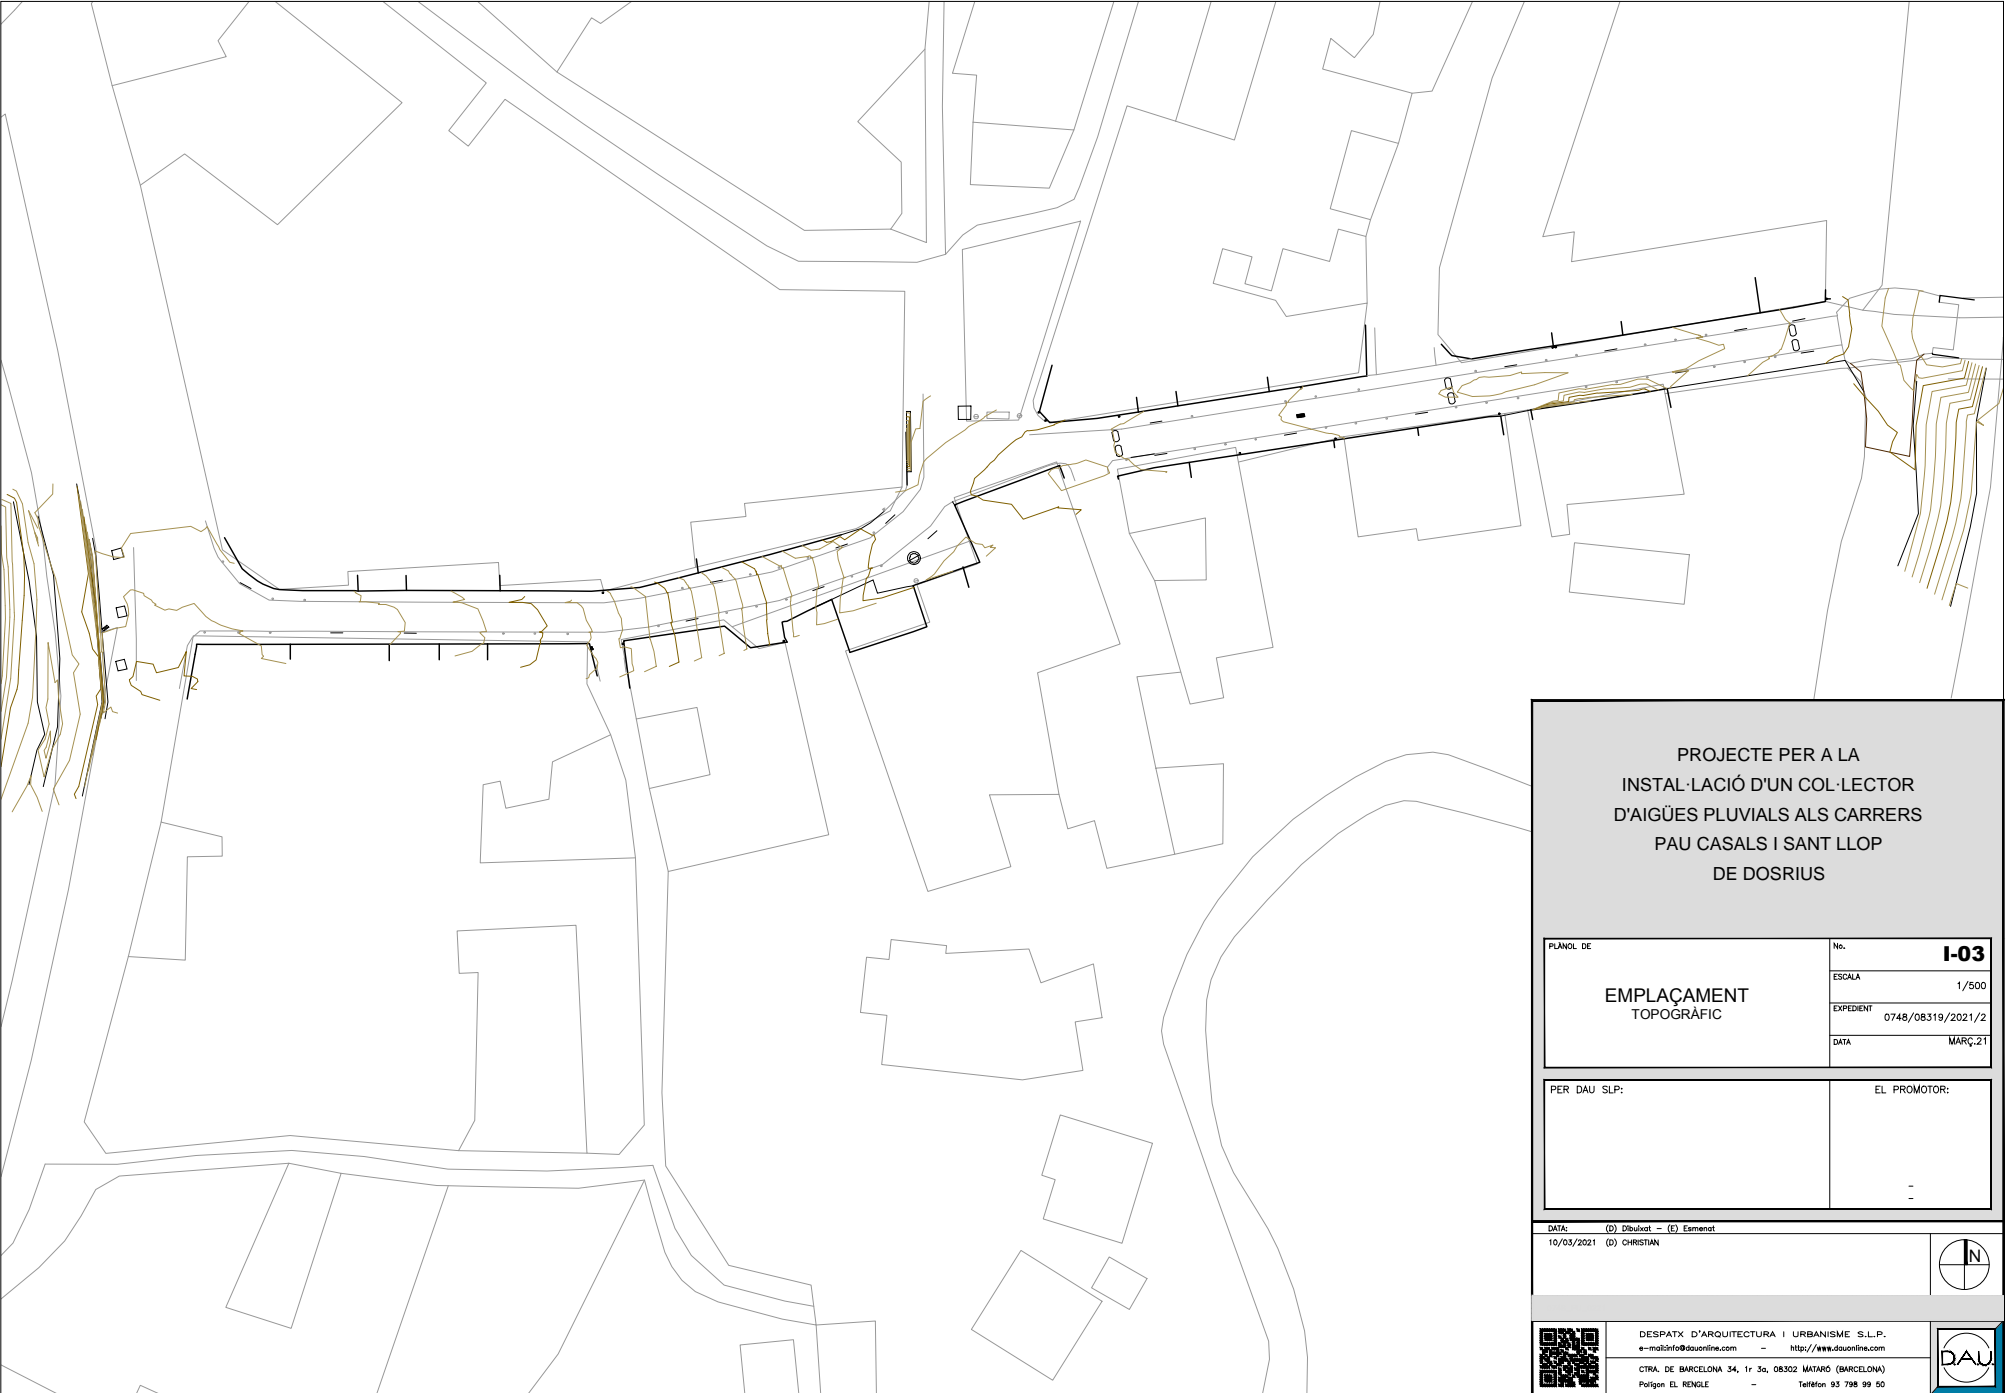 PROJECTE PER A LA
INSTAL·LACIÓ D'UN COL·LECTOR
D'AIGÜES PLUVIALS ALS CARRERS
PAU CASALS I SANT LLOP
DE DOSRIUS
PLÀNOL DE
EMPLAÇAMENT
TOPOGRÀFIC
No.
I-03
ESCALA
1/500
EXPEDIENT
0748/08319/2021/2
DATA
MARÇ.21
PER DAU SLP:
EL PROMOTOR:
-
-
DATA: (D) Dibuixat - (E) Esmenat
10/03/2021 (D) CHRISTIAN
N
DESPATX D'ARQUITECTURA I URBANISME S.L.P.
e-mail:info@dauonline.com - http://www.dauonline.com
CTRA. DE BARCELONA 34, 1r 3a, 08302 MATARÓ (BARCELONA)
Polígon EL RENGLE - Telèfon 93 798 99 50
D.A.U.